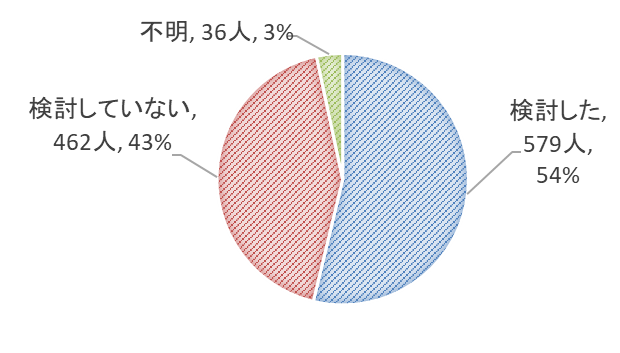 不明, 36人, 3%
検討していない,
462人, 43%
検討した,
579人,
54%